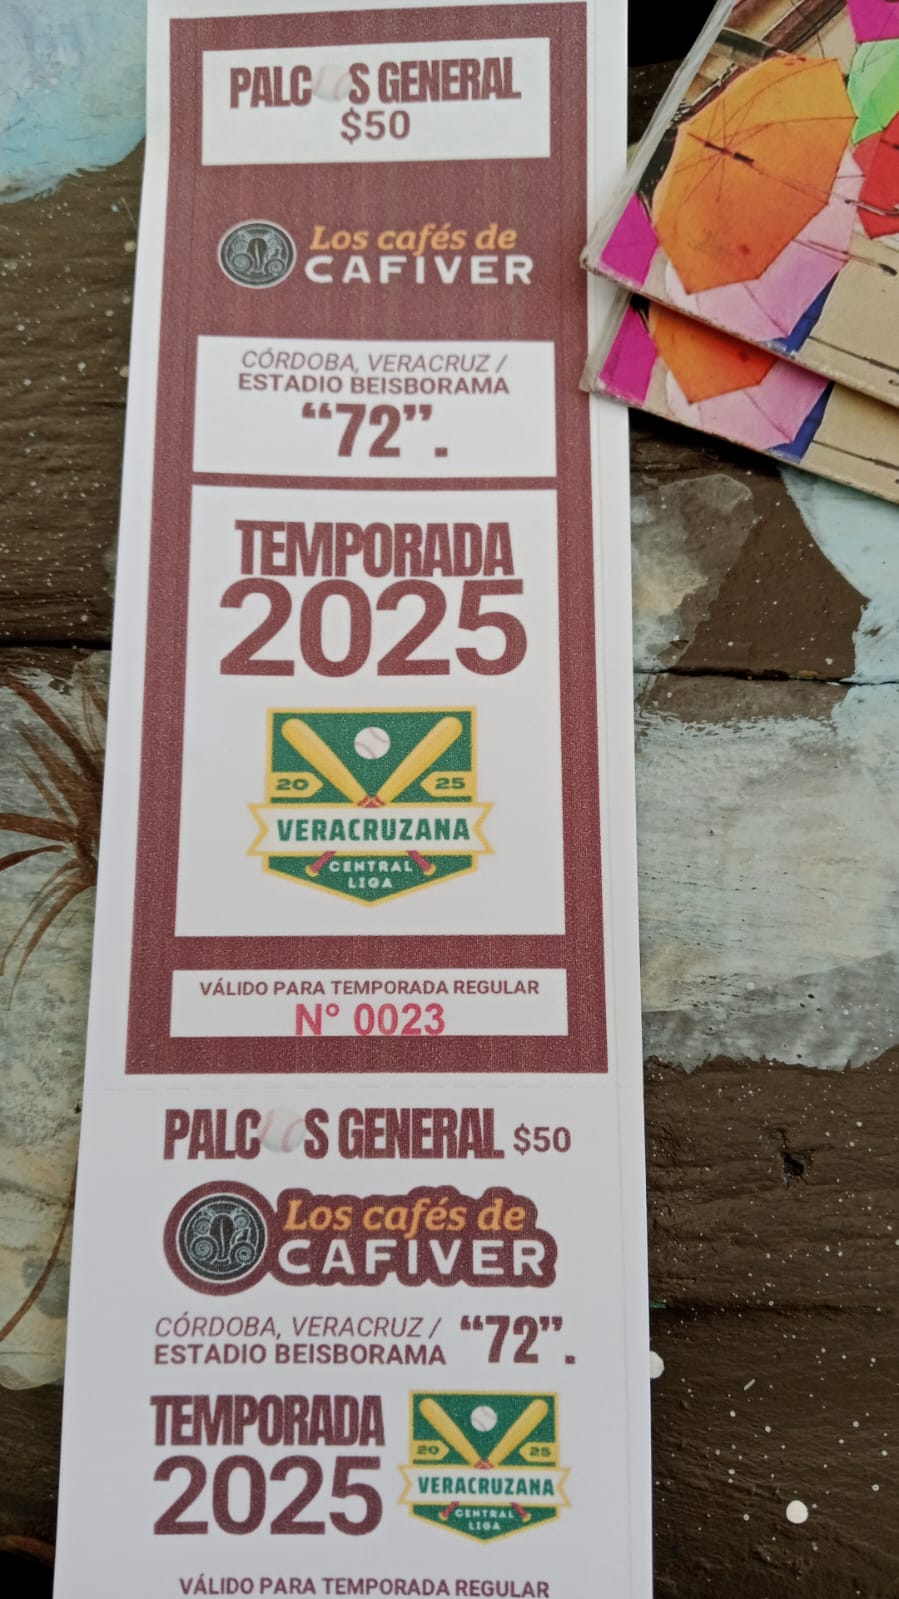 PALCOS GENERAL
$50
Los cafés de
CAFIVER
CÓRDOBA, VERACRUZ /
ESTADIO BEISBORAMA
“72”.
TEMPORADA
2025
20 25
VERACRUZANA
CENTRAL
LIGA
VÁLIDO PARA TEMPORADA REGULAR
N° 0023
PALCOS GENERAL $50
Los cafés de
CAFIVER
CÓRDOBA, VERACRUZ /
ESTADIO BEISBORAMA “72”.
TEMPORADA
2025
20 25
VERACRUZANA
CENTRAL
LIGA
VÁLIDO PARA TEMPORADA REGULAR